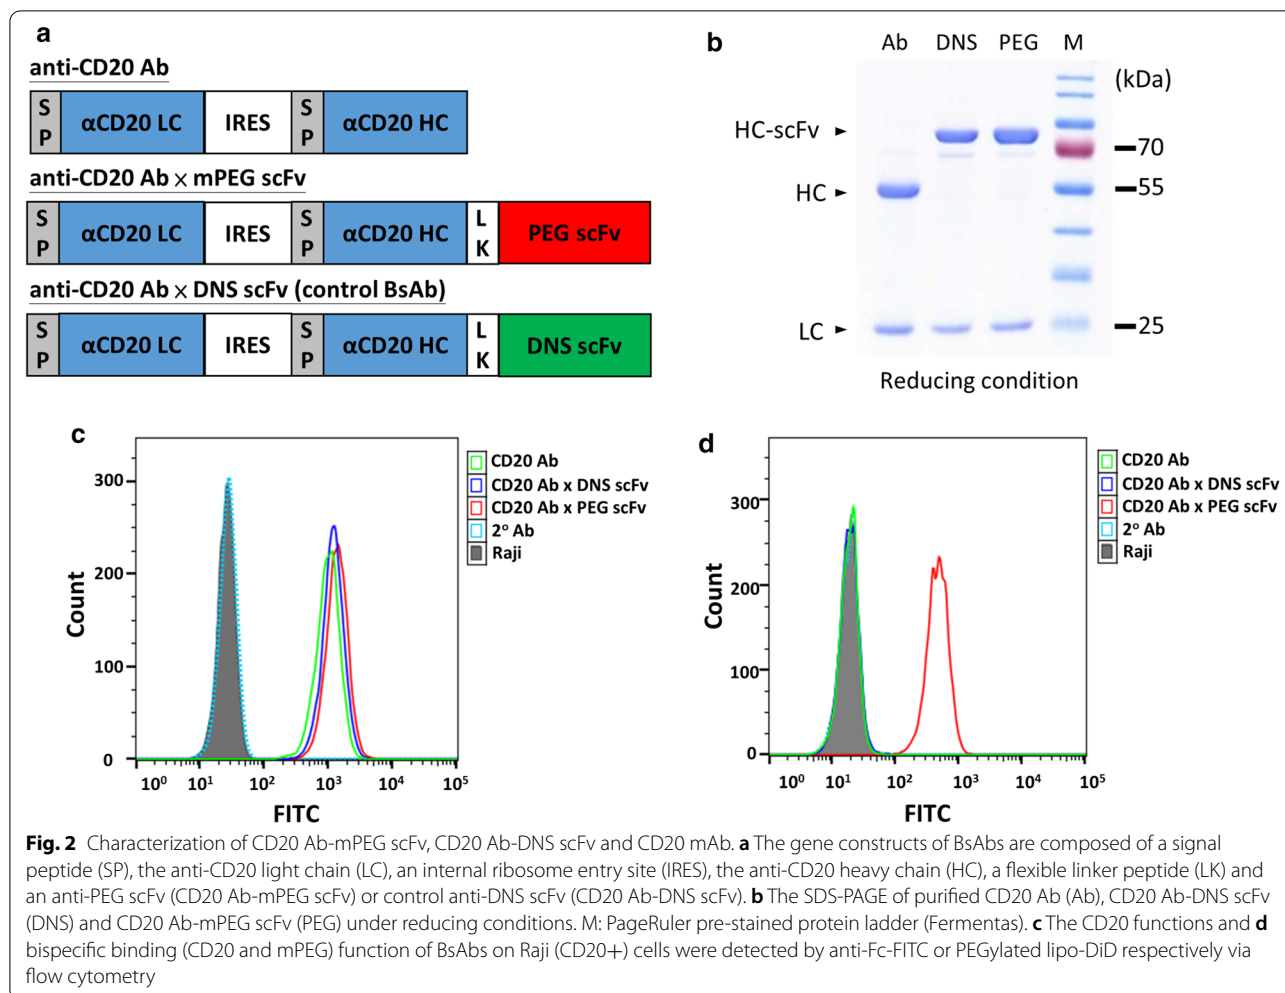 a
anti-CD20 Ab
SP αCD20 LC IRES SP αCD20 HC
anti-CD20 Ab × mPEG scFv
SP αCD20 LC IRES SP αCD20 HC LK PEG scFv
anti-CD20 Ab × DNS scFv (control BsAb)
SP αCD20 LC IRES SP αCD20 HC LK DNS scFv
b
Ab DNS PEG M
(kDa)
HC-scFv
70
HC
55
LC
25
Reducing condition
c
300
200
100
0
Count
10⁰ 10¹ 10² 10³ 10⁴ 10⁵
FITC
CD20 Ab
CD20 Ab x DNS scFv
CD20 Ab x PEG scFv
2º Ab
Raji
d
300
200
100
0
Count
10⁰ 10¹ 10² 10³ 10⁴ 10⁵
FITC
CD20 Ab
CD20 Ab x DNS scFv
CD20 Ab x PEG scFv
2º Ab
Raji
Fig. 2 Characterization of CD20 Ab-mPEG scFv, CD20 Ab-DNS scFv and CD20 mAb. a The gene constructs of BsAbs are composed of a signal
peptide (SP), the anti-CD20 light chain (LC), an internal ribosome entry site (IRES), the anti-CD20 heavy chain (HC), a flexible linker peptide (LK) and
an anti-PEG scFv (CD20 Ab-mPEG scFv) or control anti-DNS scFv (CD20 Ab-DNS scFv). b The SDS-PAGE of purified CD20 Ab (Ab), CD20 Ab-DNS scFv
(DNS) and CD20 Ab-mPEG scFv (PEG) under reducing conditions. M: PageRuler pre-stained protein ladder (Fermentas). c The CD20 functions and d
bispecific binding (CD20 and mPEG) function of BsAbs on Raji (CD20+) cells were detected by anti-Fc-FITC or PEGylated lipo-DiD respectively via
flow cytometry